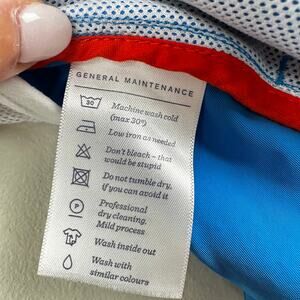 GENERAL MAINTENANCE
30
Machine wash cold
(max 30º)
Low iron as needed
Don't bleach – that
would be stupid
Do not tumble dry,
if you can avoid it
P
Professional
dry cleaning.
Mild process
Wash inside out
Wash with
similar colours